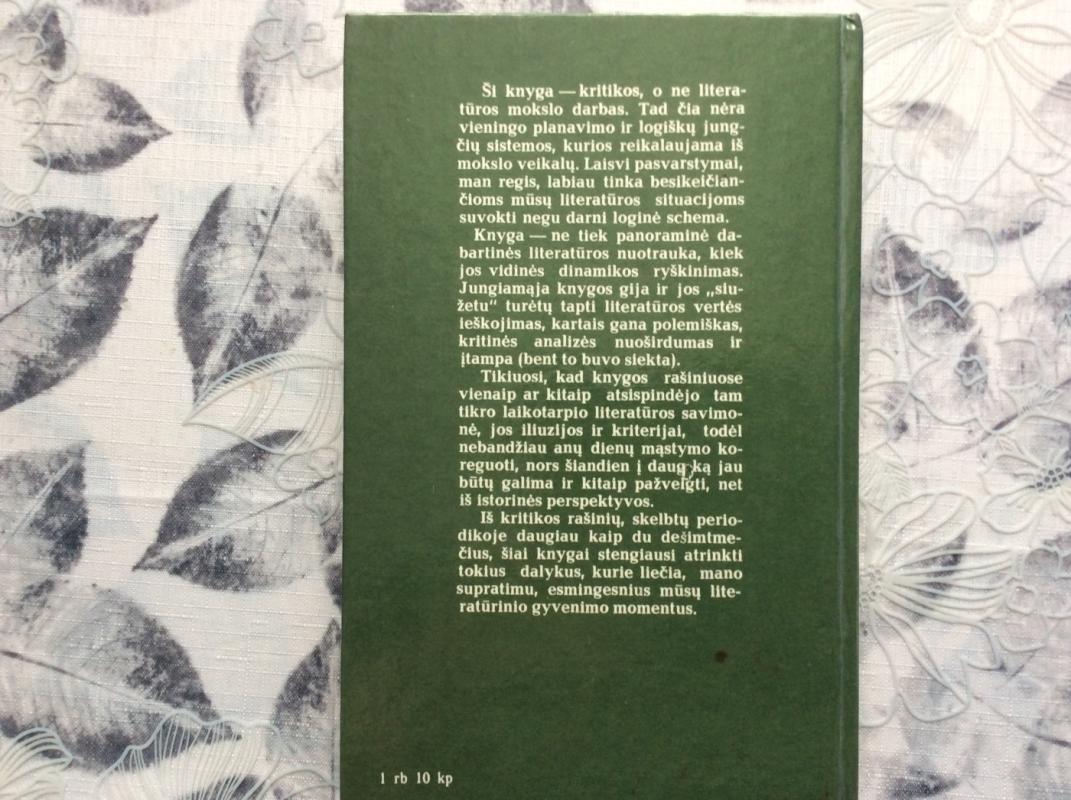 Ši knyga — kritikos, o ne litera-
tūros mokslo darbas. Tad čia nėra
vieningo planavimo ir logiškų jung-
čių sistemos, kurios reikalaujama iš
mokslo veikalų. Laisvi pasvarstymai,
man regis, labiau tinka besikeičian-
čioms mūsų literatūros situacijoms
suvokti negu darni loginė schema.
Knyga — ne tiek panoraminė da-
bartinės literatūros nuotrauka, kiek
jos vidinės dinamikos ryškinimas.
Jungiamąja knygos gija ir jos „siu-
žetu“ turėtų tapti literatūros vertės
ieškojimas, kartais gana polemiškas,
kritinės analizės nuoširdumas ir
įtampa (bent to buvo siekta).
Tikiuosi, kad knygos rašiniuose
vienaip ar kitaip atsispindėjo tam
tikro laikotarpio literatūros savimo-
nė, jos iliuzijos ir kriterijai, todėl
nebandžiau anų dienų mąstymo ko-
reguoti, nors šiandien į daug ką jau
būtų galima ir kitaip pažvelgti, net
iš istorinės perspektyvos.
Iš kritikos rašinių, skelbtų perio-
dikoje daugiau kaip du dešimtme-
čius, šiai knygai stengiausi atrinkti
tokius dalykus, kurie liečia, mano
supratimu, esmingesnius mūsų lite-
ratūrinio gyvenimo momentus.
1 rb 10 kp